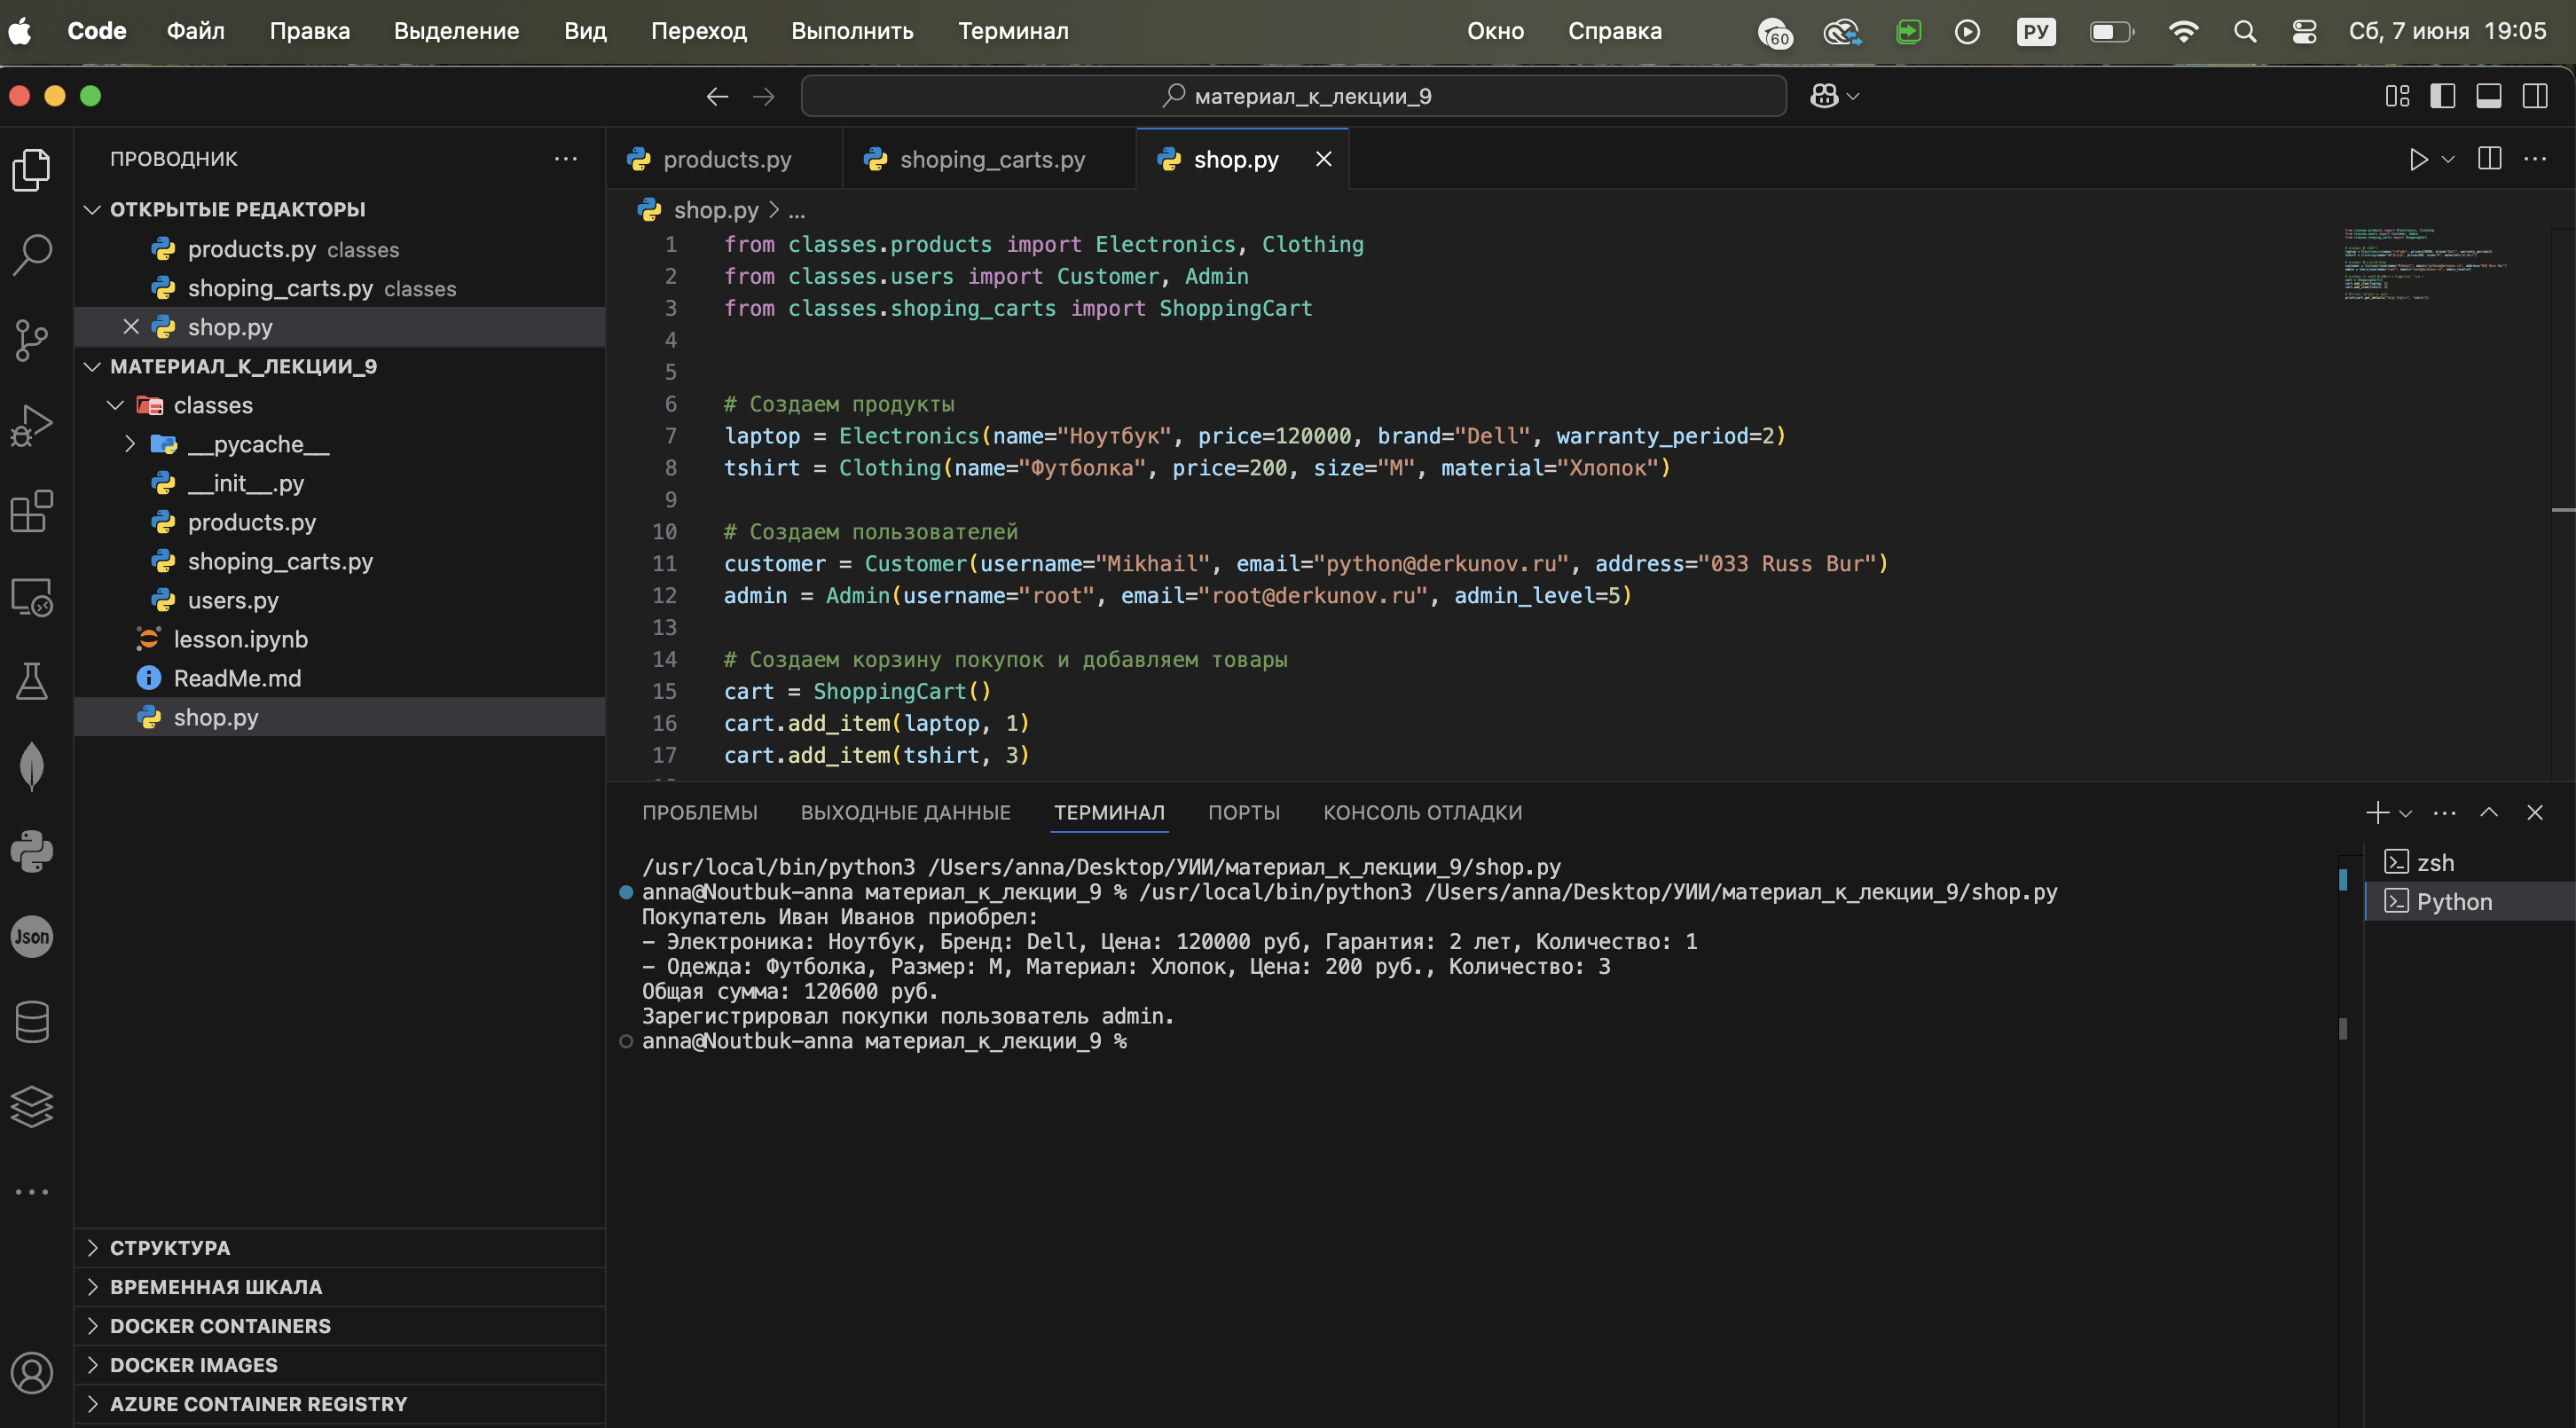 Code Файл Правка Выделение Вид Переход Выполнить Терминал Окно Справка 60 РУ Сб, 7 июня 19:05
материал_к_лекции_9
ПРОВОДНИК
ОТКРЫТЫЕ РЕДАКТОРЫ
products.py classes
shoping_carts.py classes
shop.py
МАТЕРИАЛ_К_ЛЕКЦИИ_9
classes
__pycache__
__init__.py
products.py
shoping_carts.py
users.py
lesson.ipynb
ReadMe.md
shop.py
Json
СТРУКТУРА
ВРЕМЕННАЯ ШКАЛА
DOCKER CONTAINERS
DOCKER IMAGES
AZURE CONTAINER REGISTRY
products.py shoping_carts.py shop.py
shop.py > ...
1 from classes.products import Electronics, Clothing
2 from classes.users import Customer, Admin
3 from classes.shoping_carts import ShoppingCart
4
5
6 # Создаем продукты
7 laptop = Electronics(name="Ноутбук", price=120000, brand="Dell", warranty_period=2)
8 tshirt = Clothing(name="Футболка", price=200, size="M", material="Хлопок")
9
10 # Создаем пользователей
11 customer = Customer(username="Mikhail", email="python@derkunov.ru", address="033 Russ Bur")
12 admin = Admin(username="root", email="root@derkunov.ru", admin_level=5)
13
14 # Создаем корзину покупок и добавляем товары
15 cart = ShoppingCart()
16 cart.add_item(laptop, 1)
17 cart.add_item(tshirt, 3)
ПРОБЛЕМЫ ВЫХОДНЫЕ ДАННЫЕ ТЕРМИНАЛ ПОРТЫ КОНСОЛЬ ОТЛАДКИ
/usr/local/bin/python3 /Users/anna/Desktop/УИИ/материал_к_лекции_9/shop.py
anna@Noutbuk-anna материал_к_лекции_9 % /usr/local/bin/python3 /Users/anna/Desktop/УИИ/материал_к_лекции_9/shop.py
Покупатель Иван Иванов приобрел:
- Электроника: Ноутбук, Бренд: Dell, Цена: 120000 руб, Гарантия: 2 лет, Количество: 1
- Одежда: Футболка, Размер: M, Материал: Хлопок, Цена: 200 руб., Количество: 3
Общая сумма: 120600 руб.
Зарегистрировал покупки пользователь admin.
anna@Noutbuk-anna материал_к_лекции_9 %
zsh
Python